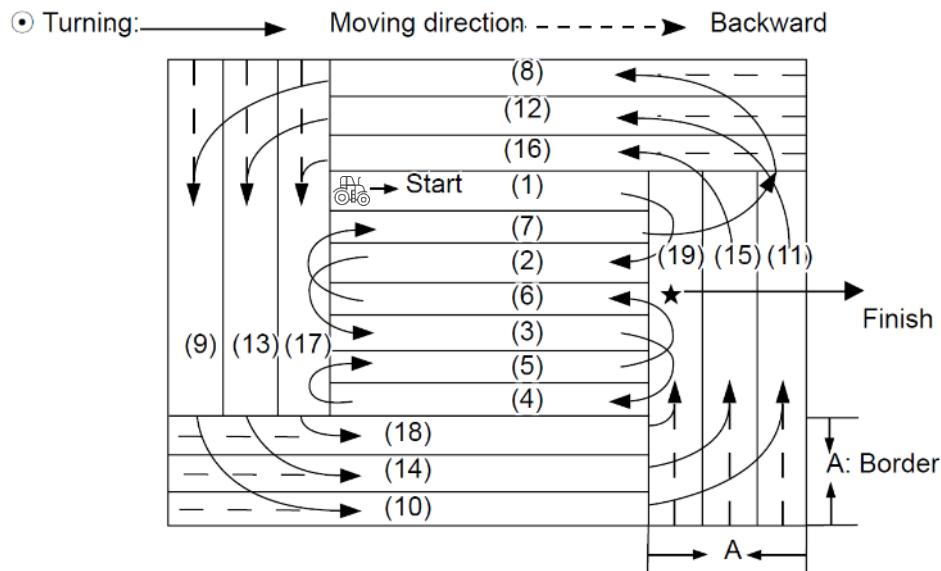 Turning: Moving direction Backward
(8)
(12)
(16)
Start (1)
(7)
(2) (19) (15) (11)
(6)
Finish
(9) (13) (17) (3)
(5)
(4)
(18)
(14) A: Border
(10)
A